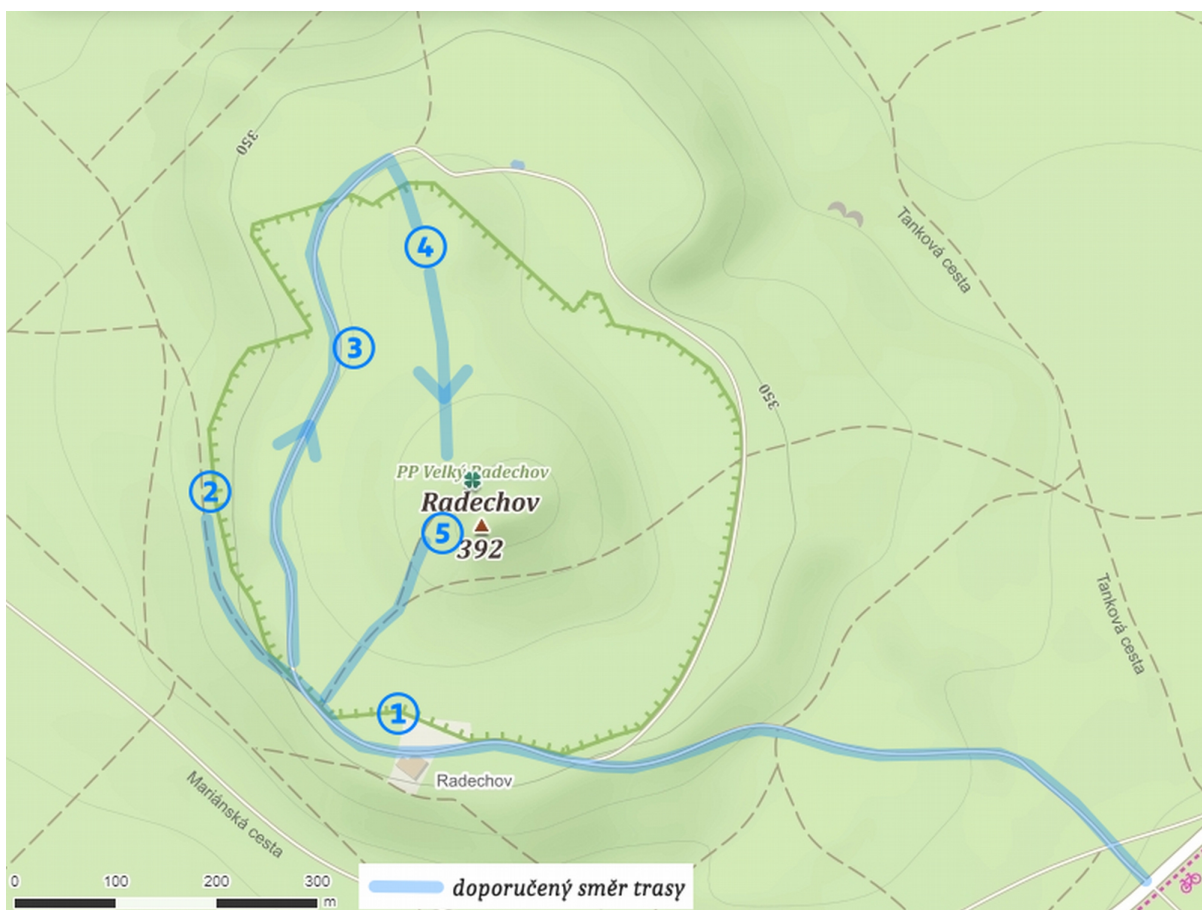 350
Tanková cesta
4
3
350
PP Velký Radechov
Radechov
2
5
392
Tanková cesta
1
Radechov
Mariánská cesta
0 100 200 300
m
doporučený směr trasy